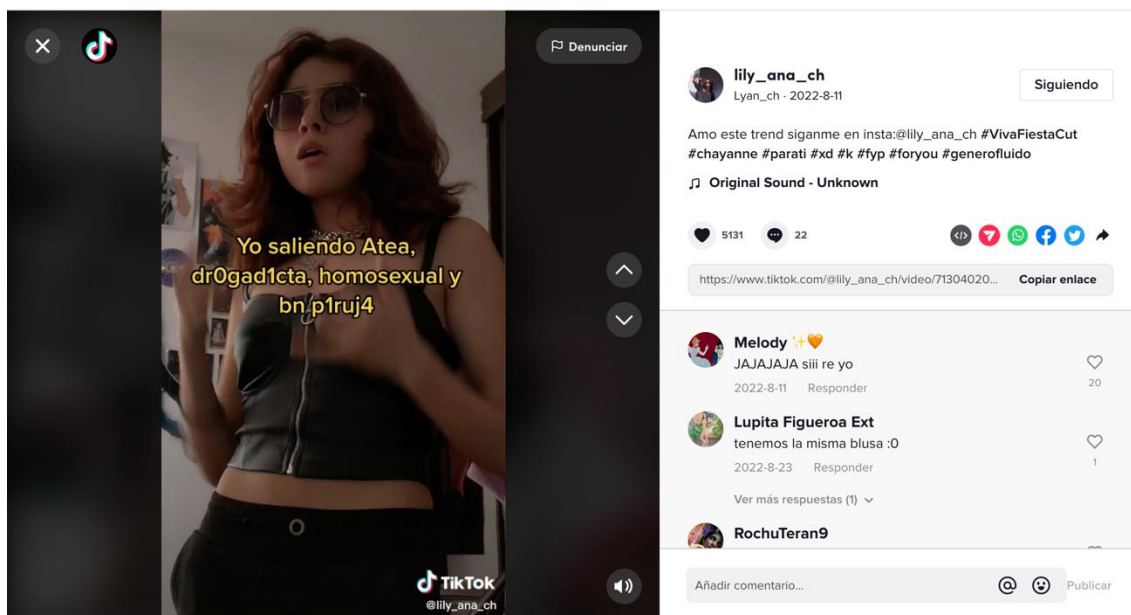 Denunciar
Yo saliendo Atea,
dr0gad1cta, homosexual y
bn p1ruj4
TikTok
@lily_ana_ch
lily_ana_ch
Lyan_ch · 2022-8-11
Siguiendo
Amo este trend siganme en insta:@lily_ana_ch #VivaFiestaCut
#chayanne #parati #xd #k #fyp #foryou #generofluido
Original Sound - Unknown
5131
22
https://www.tiktok.com/@lily_ana_ch/video/71304020...
Copiar enlace
Melody
JAJAJAJA siii re yo
2022-8-11 Responder
20
Lupita Figueroa Ext
tenemos la misma blusa :0
2022-8-23 Responder
1
Ver más respuestas (1)
RochuTeran9
Añadir comentario...
Publicar